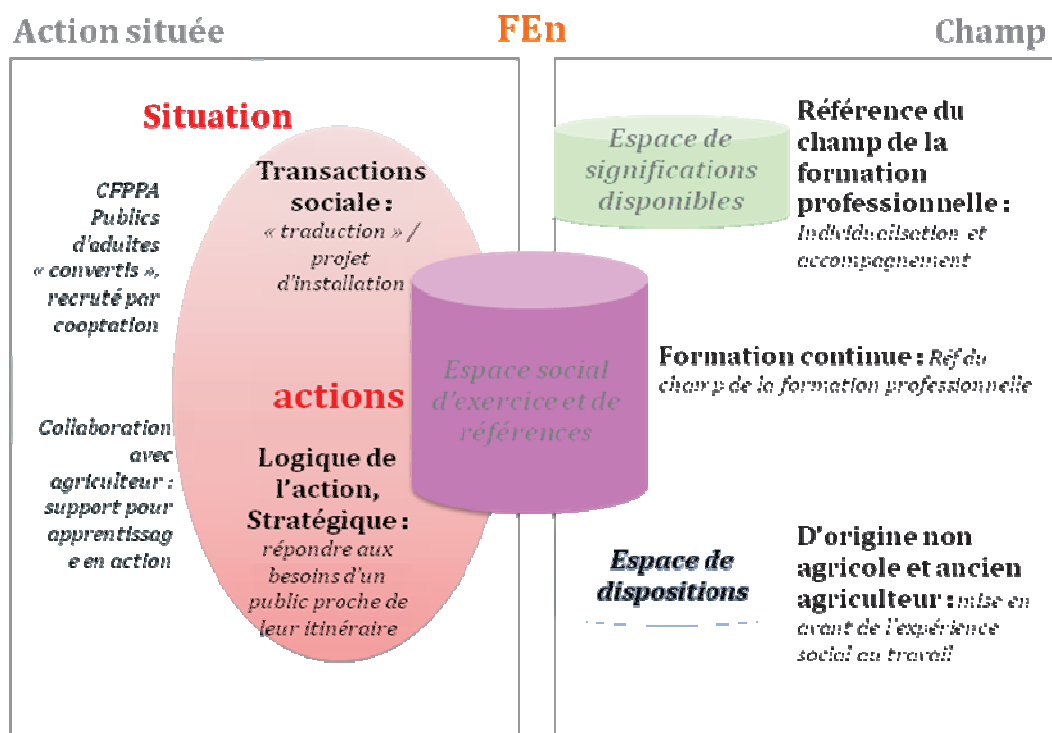 Action située
FEn
Champ
Situation
CFPPA
Publics
d'adultes
« convertis »,
recruté par
cooptation
Collaboration
avec
agriculteur :
support pour
apprentissag
e en action
Transactions
sociale :
« traduction » /
projet
d'installation
actions
Logique de
l'action,
Stratégique :
répondre aux
besoins d'un
public proche de
leur itinéraire
Espace social
d'exercice et de
références
Espace de
significations
disponibles
Référence du
champ de la
formation
professionnelle :
Individualisation et
accompagnement
Formation continue : Réf du
champ de la formation professionnelle
Espace de
dispositions
D'origine non
agricole et ancien
agriculteur : mise en
avant de l'expérience
social au travail